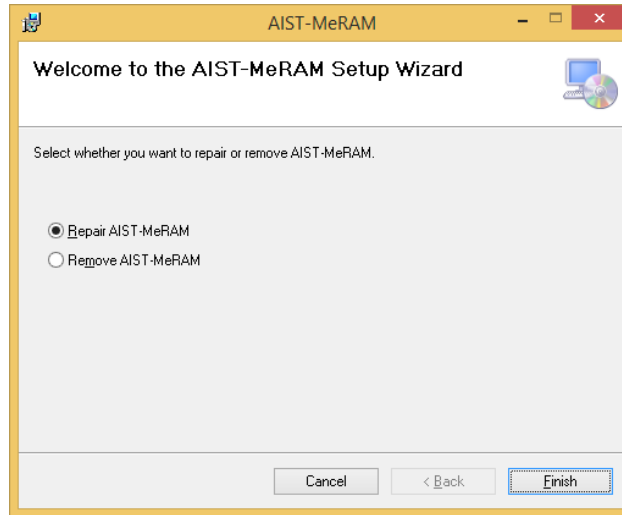 AIST-MeRAM
Welcome to the AIST-MeRAM Setup Wizard
Select whether you want to repair or remove AIST-MeRAM.
Repair AIST-MeRAM
Remove AIST-MeRAM
Cancel
< Back
Finish